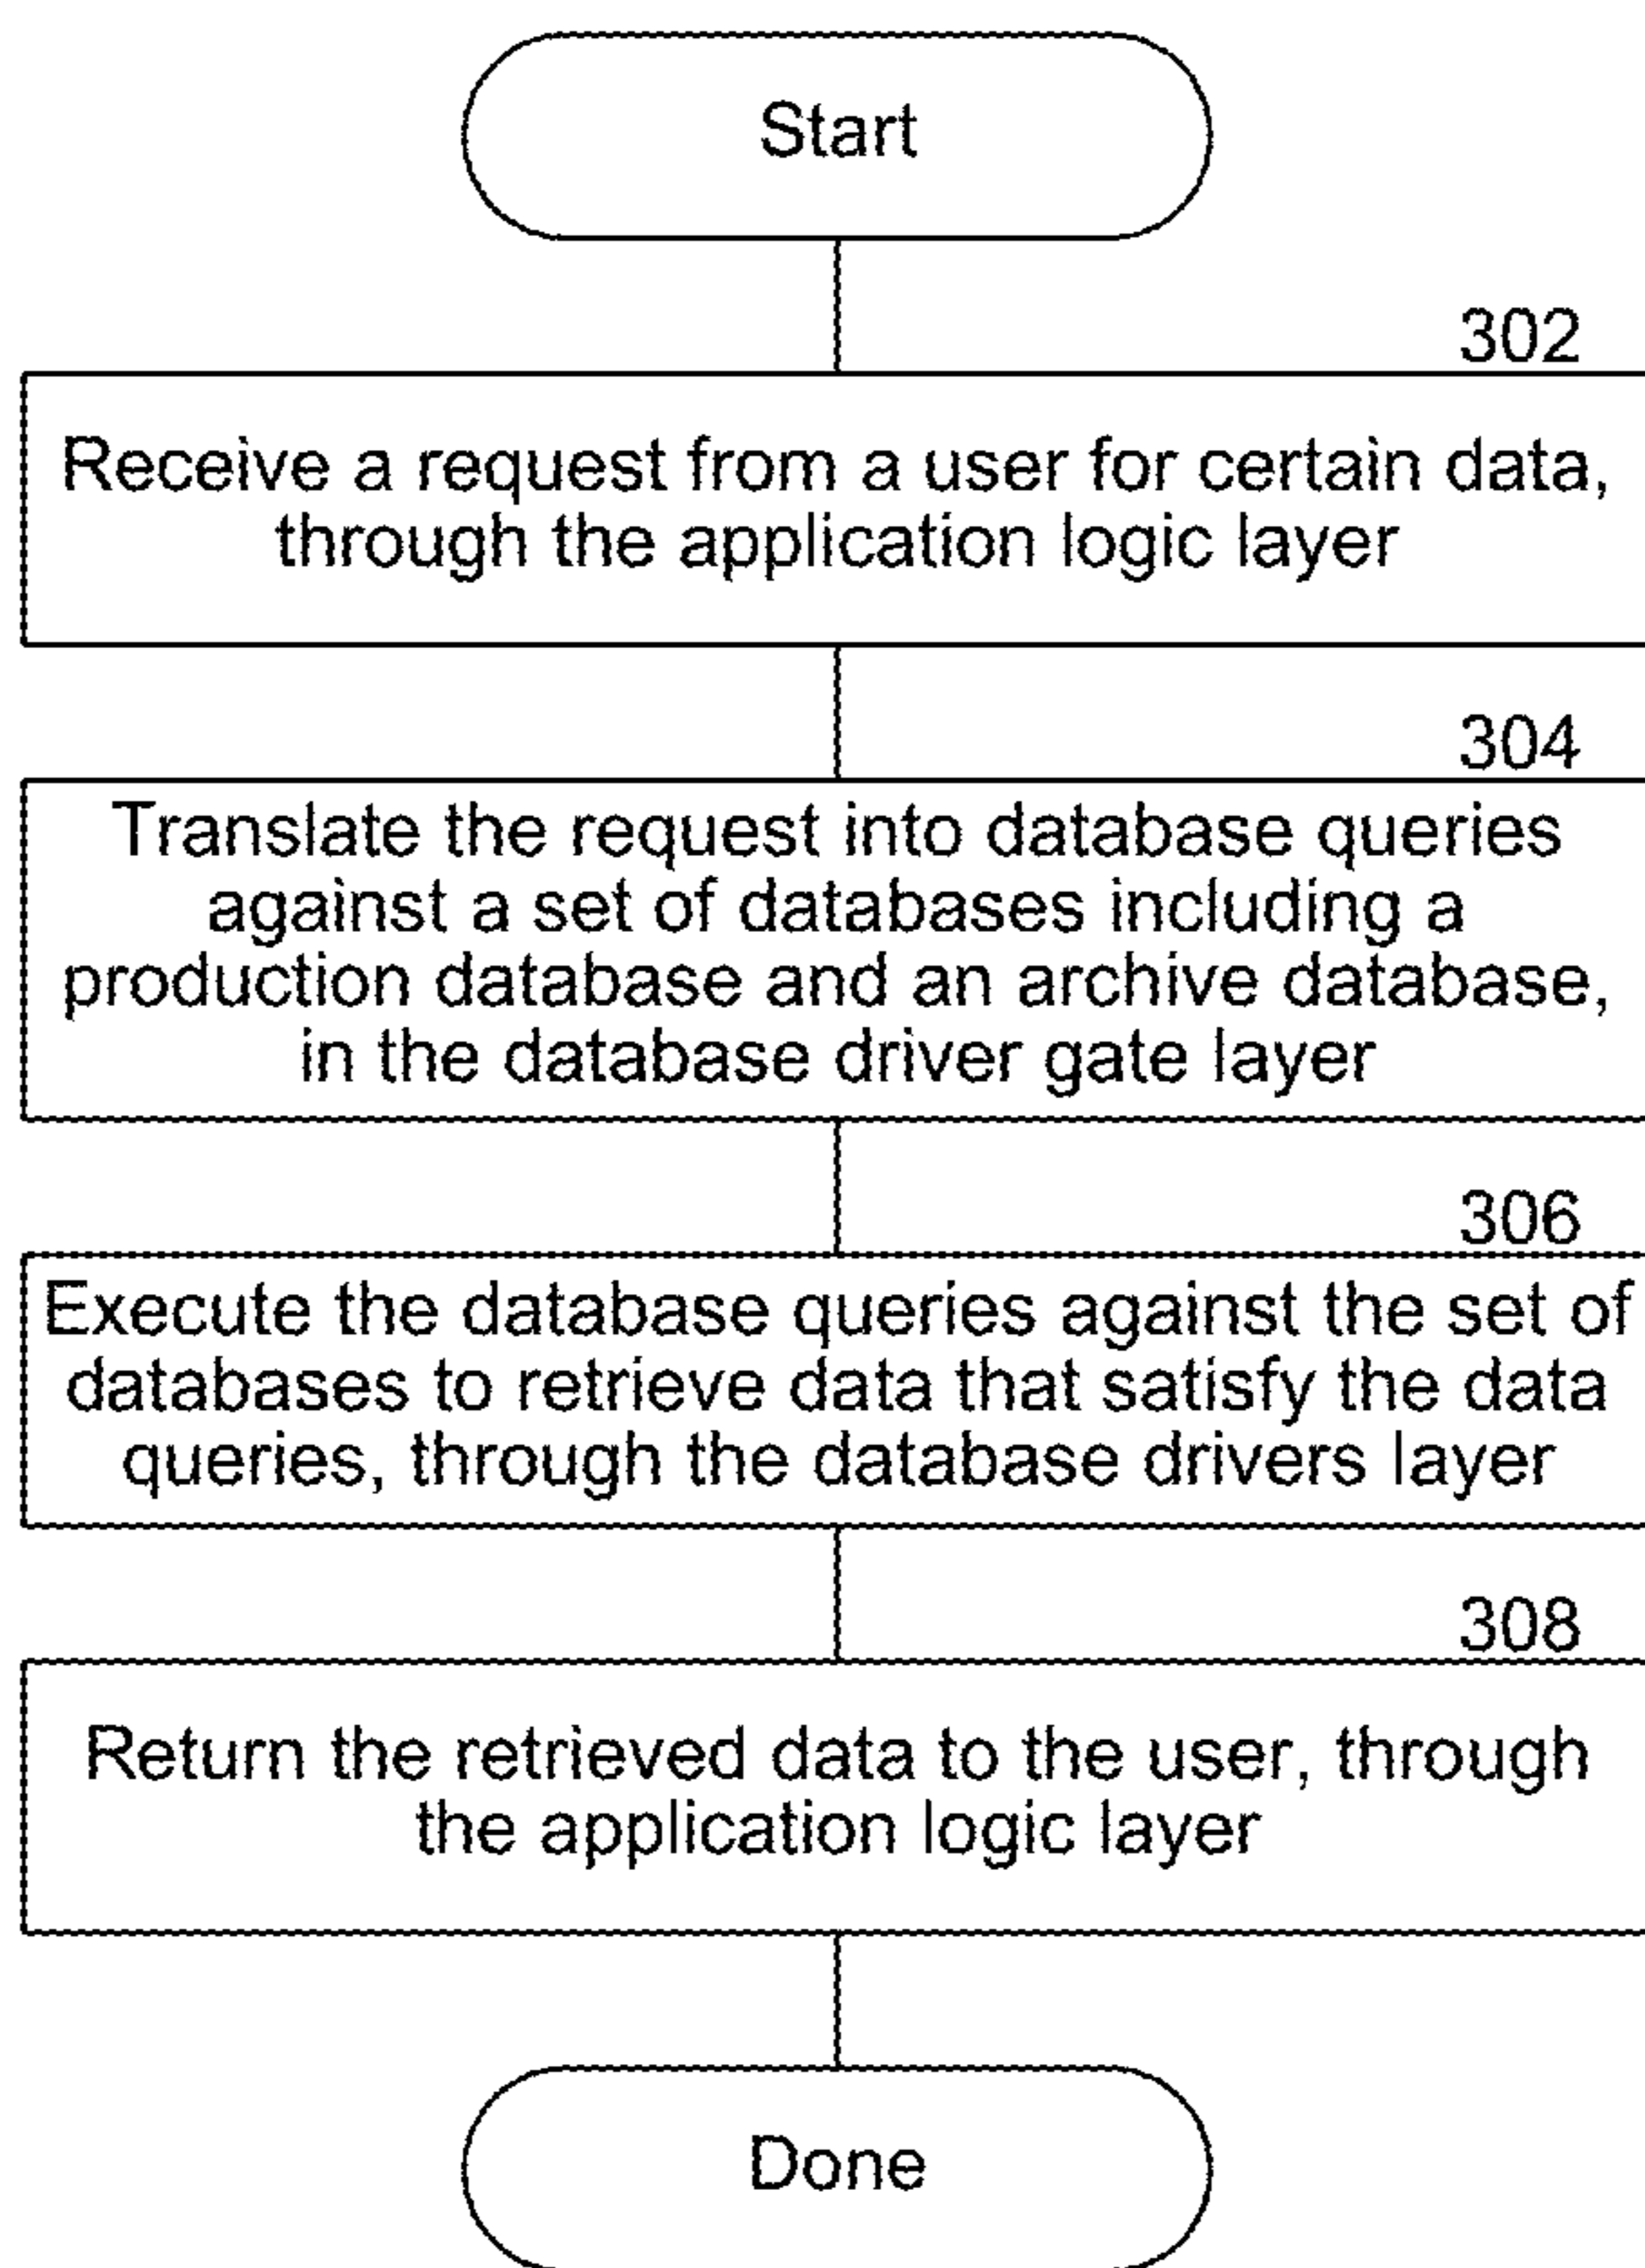 Start
302
Receive a request from a user for certain data,
through the application logic layer
304
Translate the request into database queries
against a set of databases including a
production database and an archive database,
in the database driver gate layer
306
Execute the database queries against the set of
databases to retrieve data that satisfy the data
queries, through the database drivers layer
308
Return the retrieved data to the user, through
the application logic layer
Done